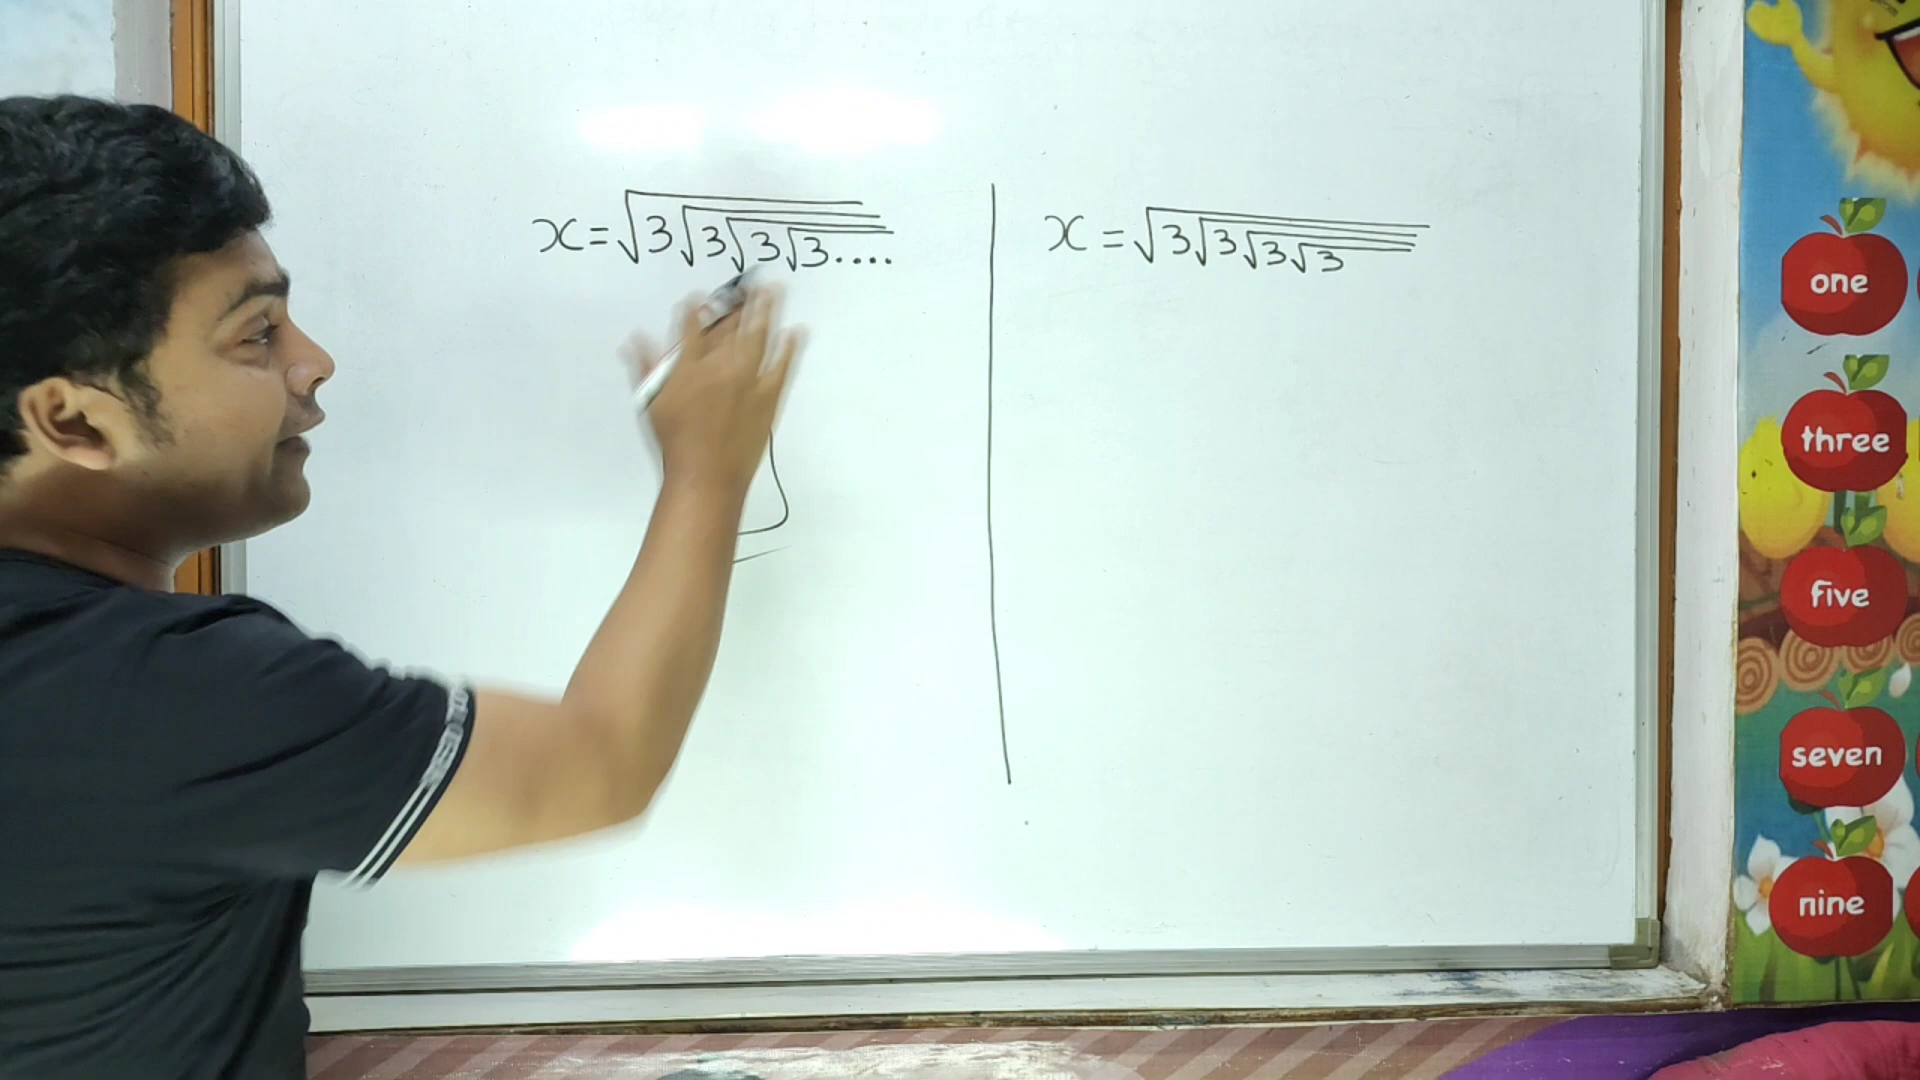 x=√3√3√3√3....
x=√3√3√3√3
one
three
five
seven
nine